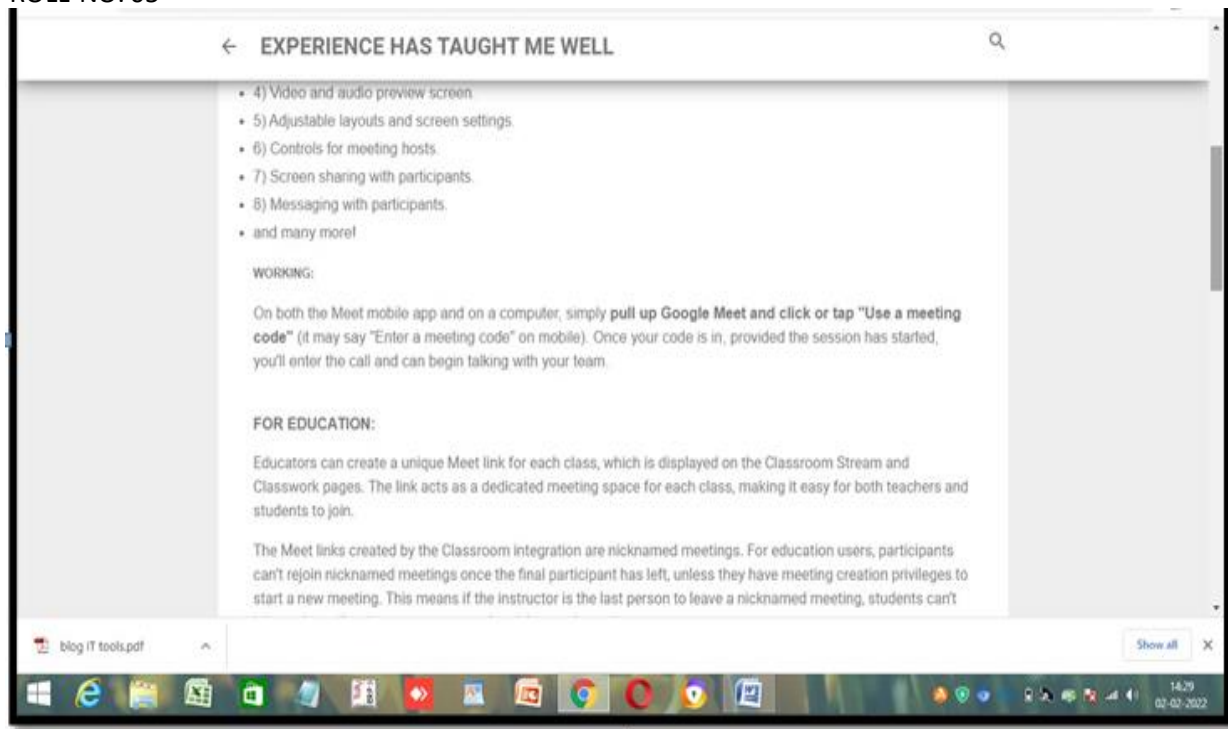 ← EXPERIENCE HAS TAUGHT ME WELL
• 4) Video and audio preview screen
• 5) Adjustable layouts and screen settings.
• 6) Controls for meeting hosts.
• 7) Screen sharing with participants.
• 8) Messaging with participants.
• and many more!
WORKING:
On both the Meet mobile app and on a computer, simply pull up Google Meet and click or tap "Use a meeting
code" (it may say "Enter a meeting code" on mobile). Once your code is in, provided the session has started,
you'll enter the call and can begin talking with your team.
FOR EDUCATION:
Educators can create a unique Meet link for each class, which is displayed on the Classroom Stream and
Classwork pages. The link acts as a dedicated meeting space for each class, making it easy for both teachers and
students to join.
The Meet links created by the Classroom integration are nicknamed meetings. For education users, participants
can't rejoin nicknamed meetings once the final participant has left, unless they have meeting creation privileges to
start a new meeting. This means if the instructor is the last person to leave a nicknamed meeting, students can't
blog iT tools.pdf
Show all
14:29
02-02-2022